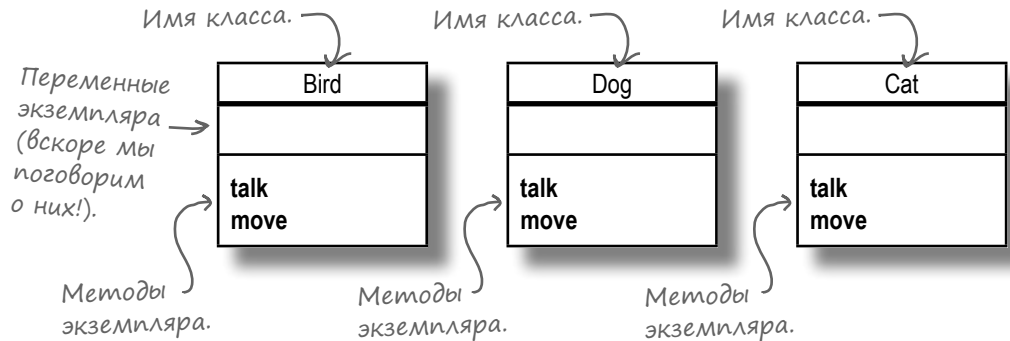 Имя класса.
Имя класса.
Имя класса.
Переменные
экземпляра
(вскоре мы
поговорим
о них!).
Bird
talk
move
Dog
talk
move
Cat
talk
move
Методы
экземпляра.
Методы
экземпляра.
Методы
экземпляра.